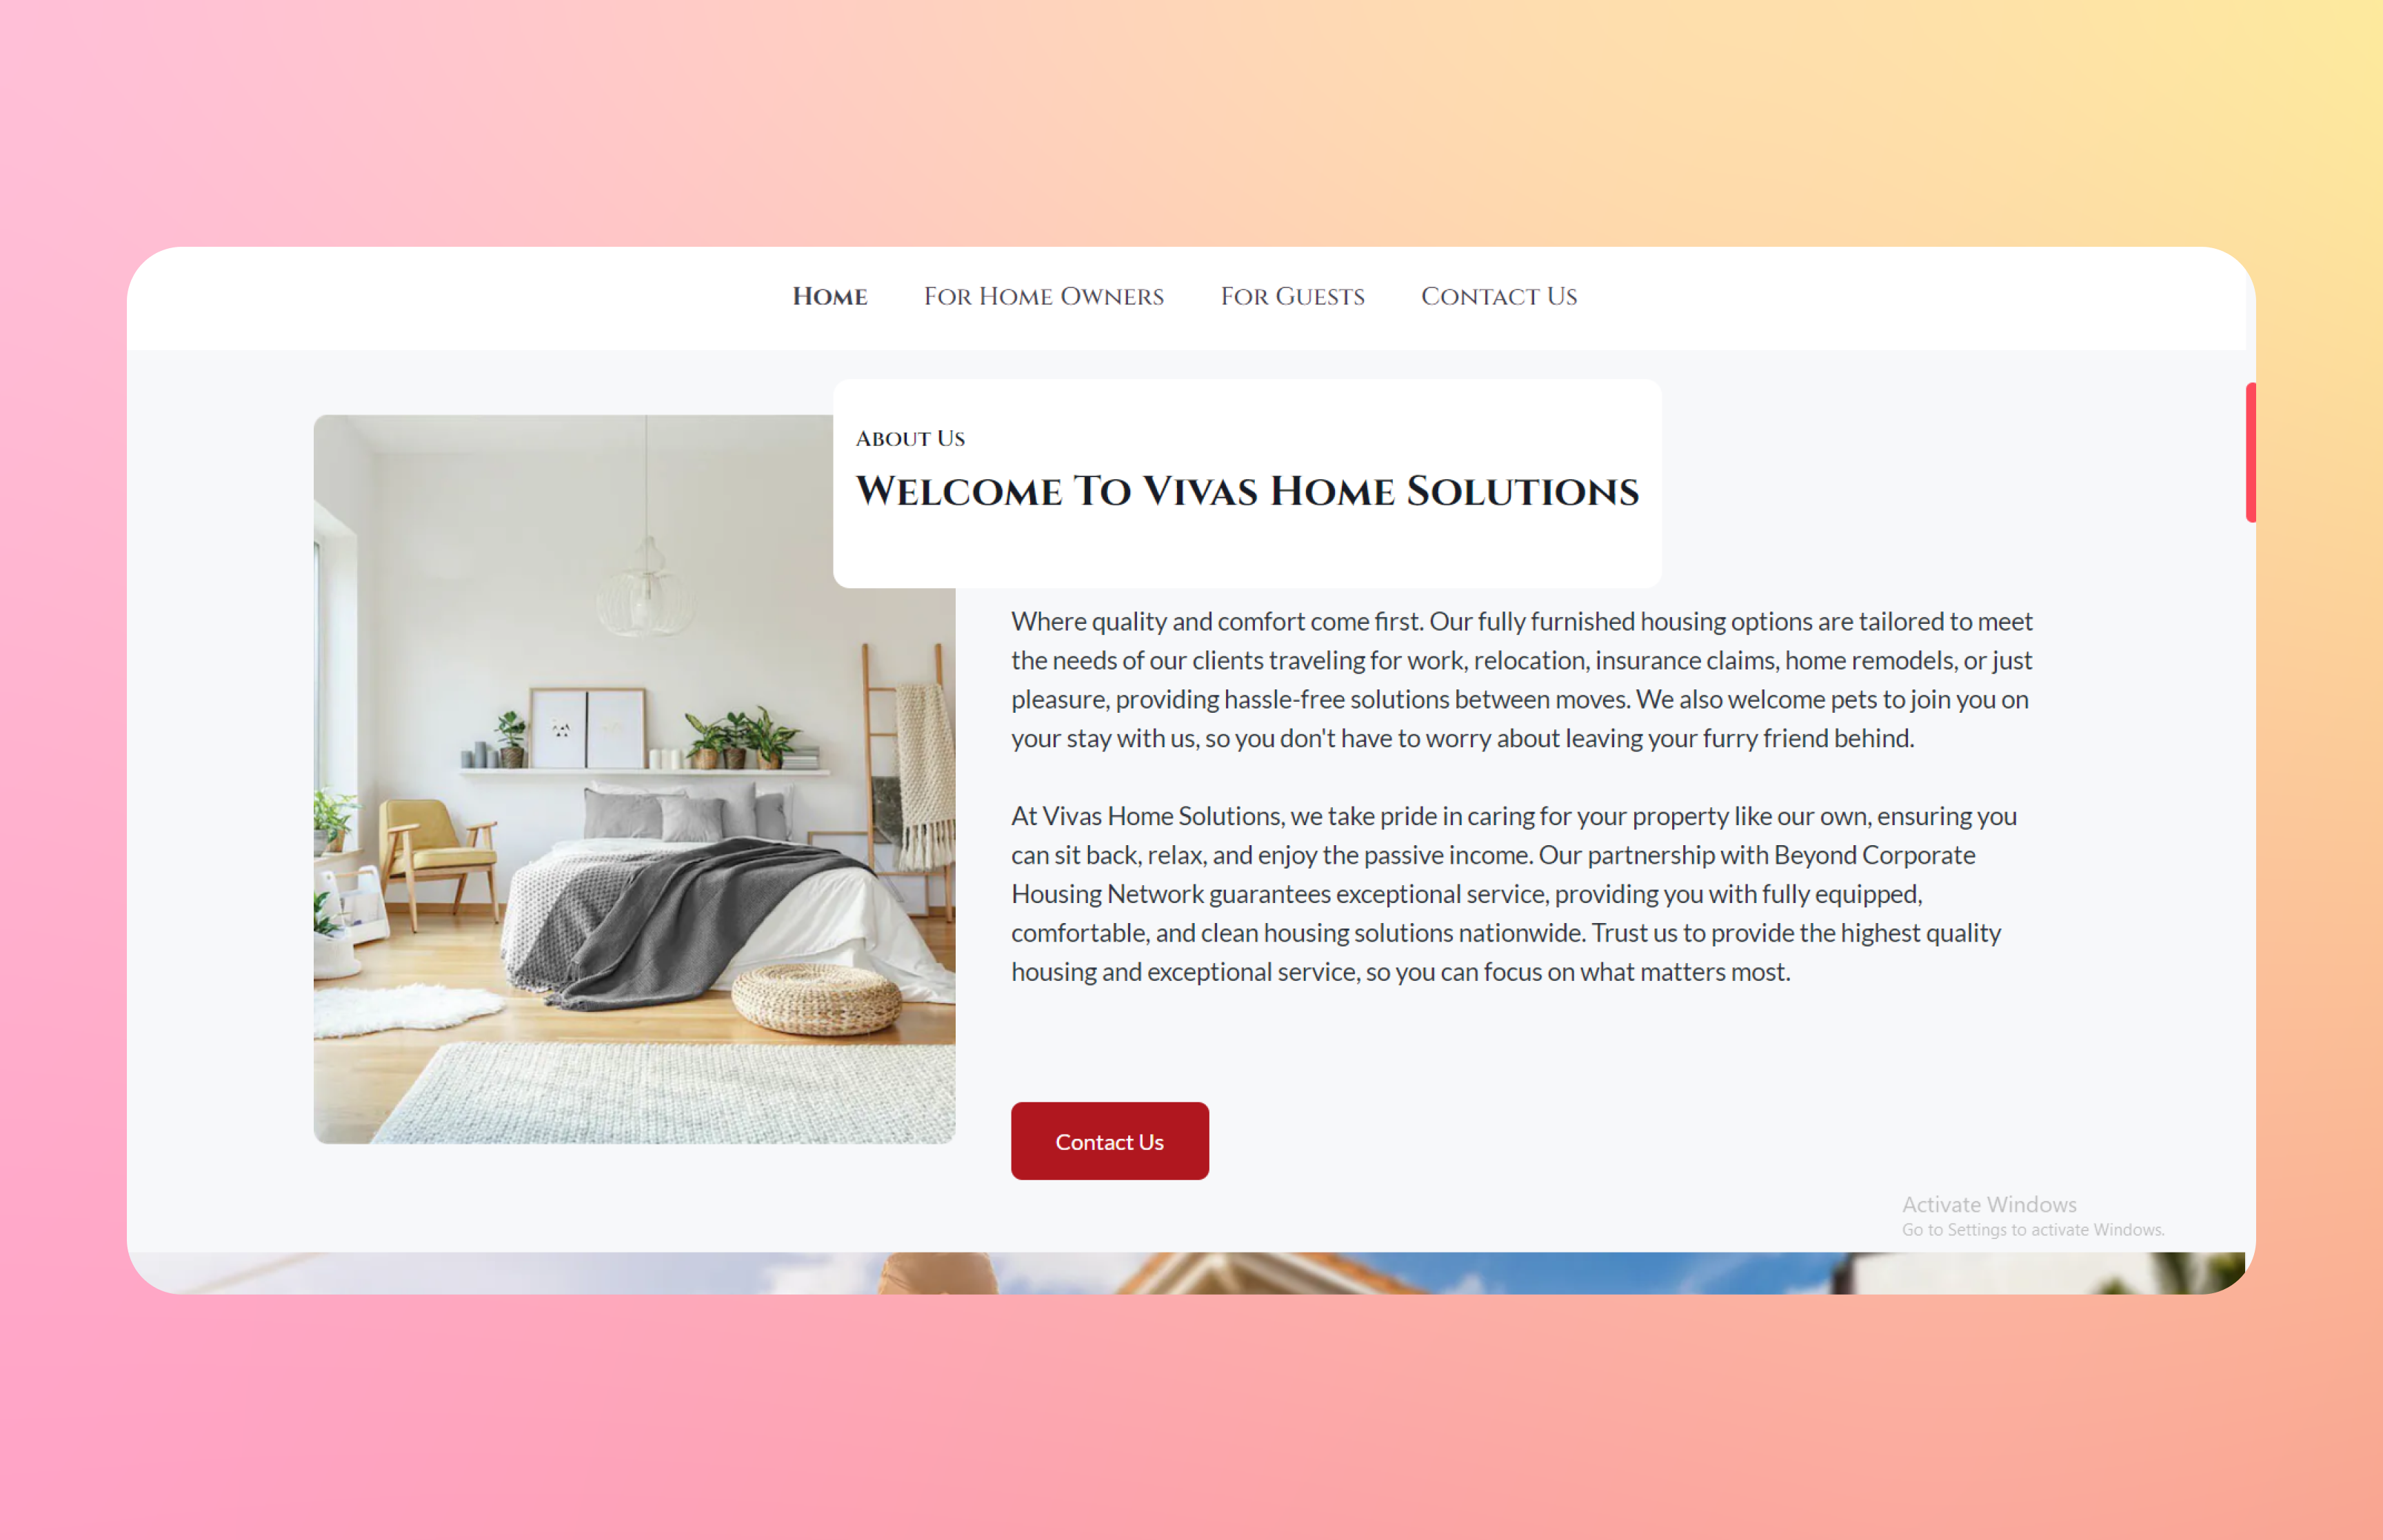 Home For Home Owners For Guests Contact Us
About Us
Welcome To Vivas Home Solutions
Where quality and comfort come first. Our fully furnished housing options are tailored to meet
the needs of our clients traveling for work, relocation, insurance claims, home remodels, or just
pleasure, providing hassle-free solutions between moves. We also welcome pets to join you on
your stay with us, so you don't have to worry about leaving your furry friend behind.
At Vivas Home Solutions, we take pride in caring for your property like our own, ensuring you
can sit back, relax, and enjoy the passive income. Our partnership with Beyond Corporate
Housing Network guarantees exceptional service, providing you with fully equipped,
comfortable, and clean housing solutions nationwide. Trust us to provide the highest quality
housing and exceptional service, so you can focus on what matters most.
Contact Us
Activate Windows
Go to Settings to activate Windows.